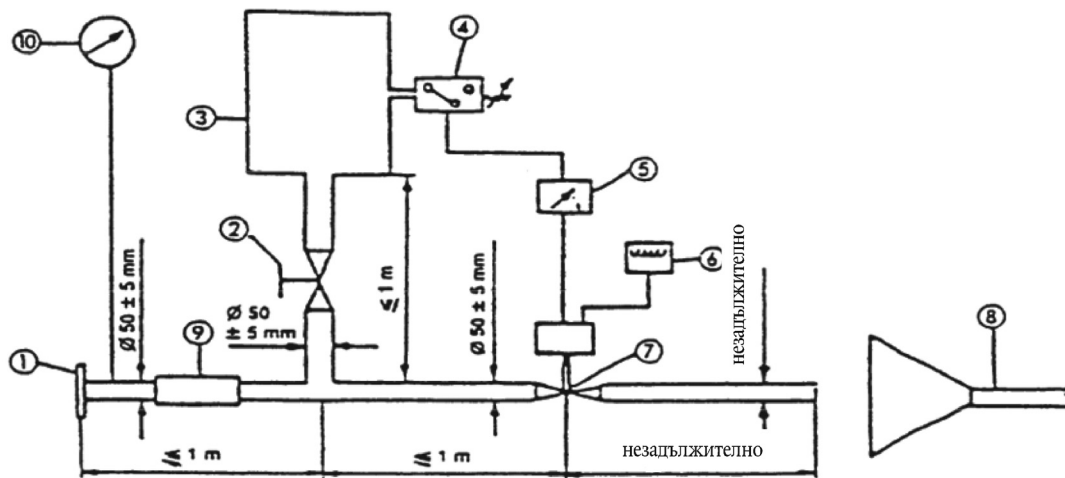 10
4
3
5
2
незадължително
6
Ø 50 ± 5 mm
1 m
Ø 50 ± 5 mm
Ø 50
± 5 mm
9
7
8
1
1 m
1 m
незадължително